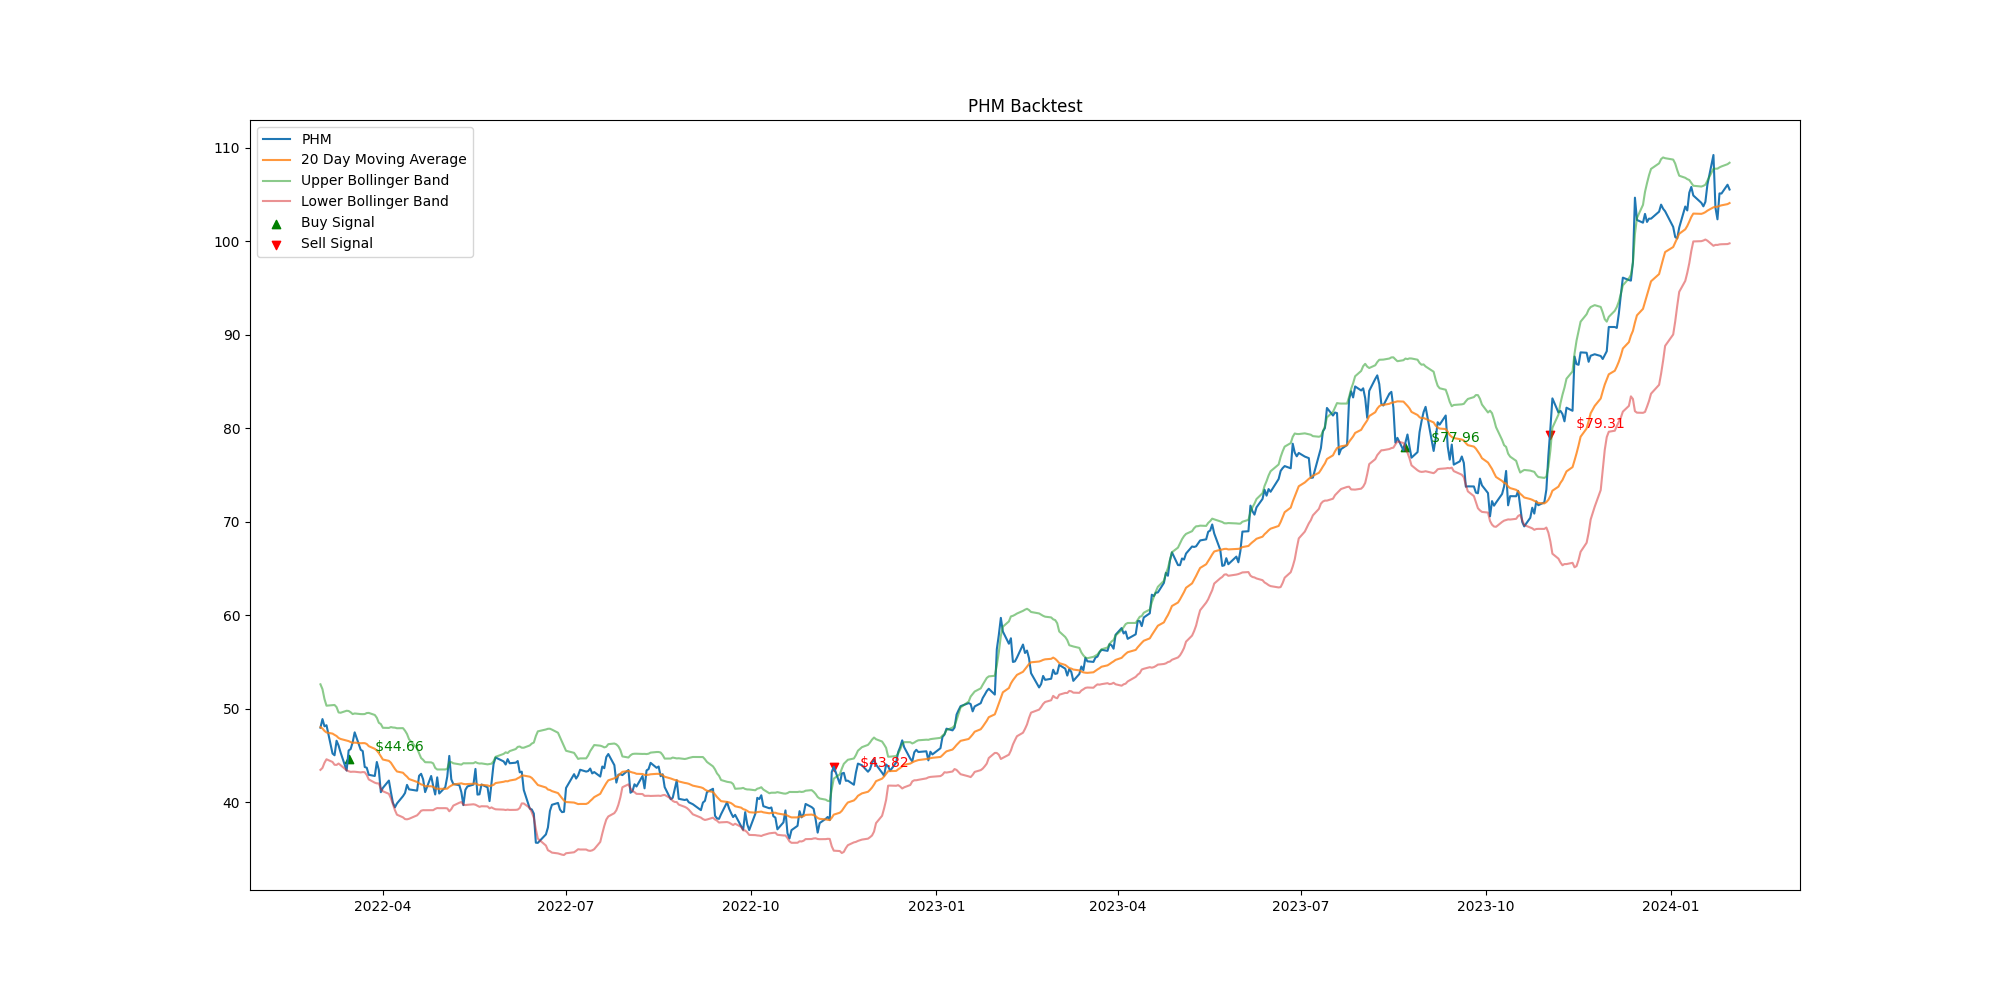 PHM Backtest
PHM
20 Day Moving Average
Upper Bollinger Band
Lower Bollinger Band
Buy Signal
Sell Signal
110
100
90
80
70
60
50
40
$44.66
$43.82
$77.96
$79.31
2022-04
2022-07
2022-10
2023-01
2023-04
2023-07
2023-10
2024-01